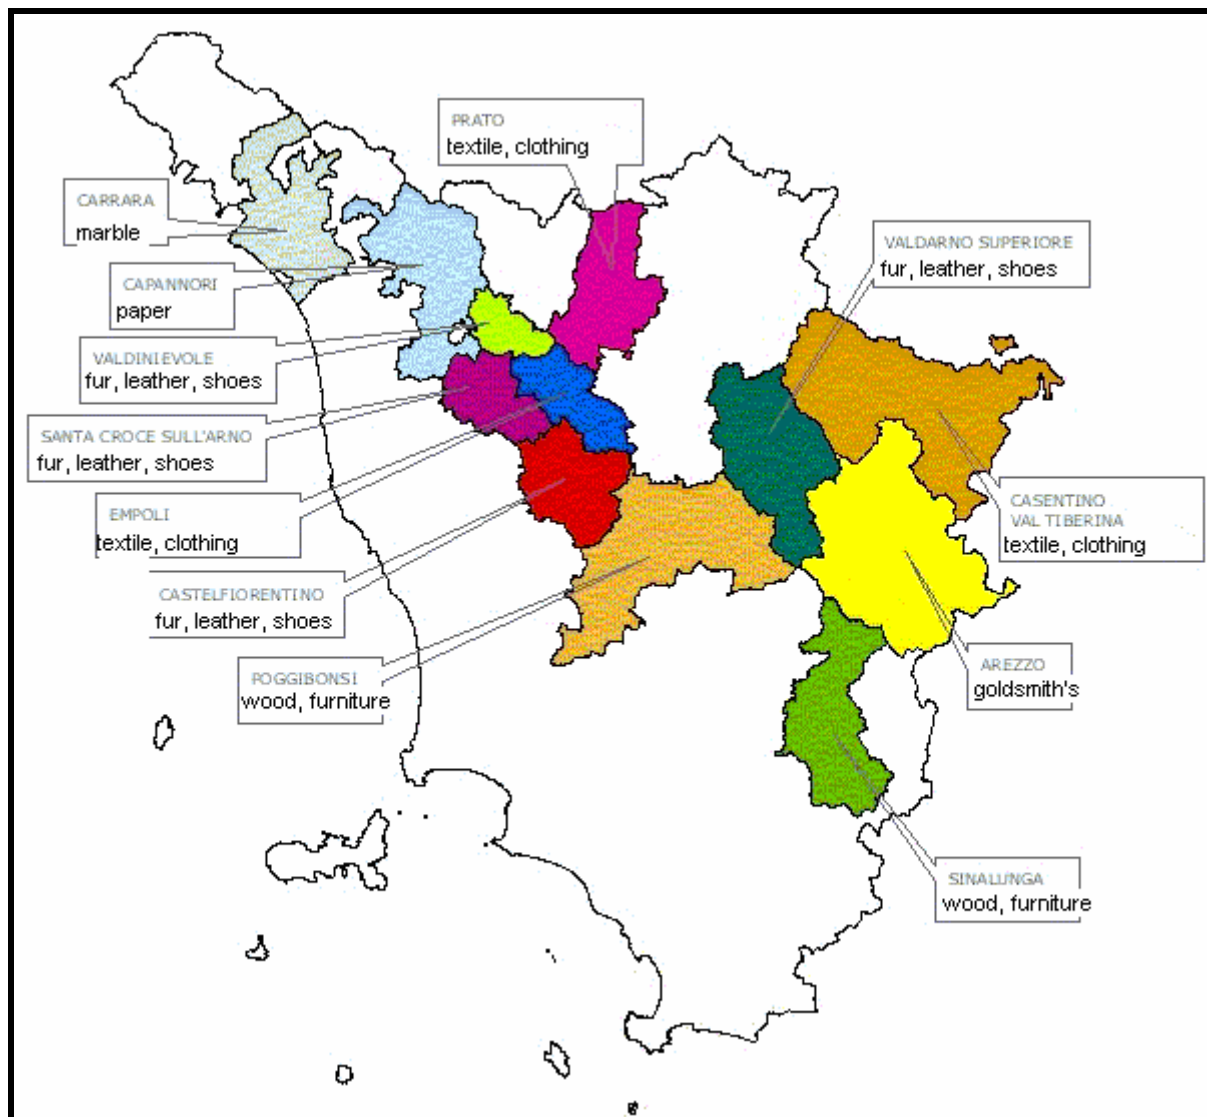 PRATO
textile, clothing
CARRARA
marble
VALDARNO SUPERIORE
fur, leather, shoes
CAPANNORI
paper
VALDINIEVOLE
fur, leather, shoes
SANTA CROCE SULL'ARNO
fur, leather, shoes
CASENTINO
VAL TIBERINA
textile, clothing
EMPOLI
textile, clothing
CASTELFIORENTINO
fur, leather, shoes
POGGIBONSI
wood, furniture
AREZZO
goldsmith's
SINALUNGA
wood, furniture